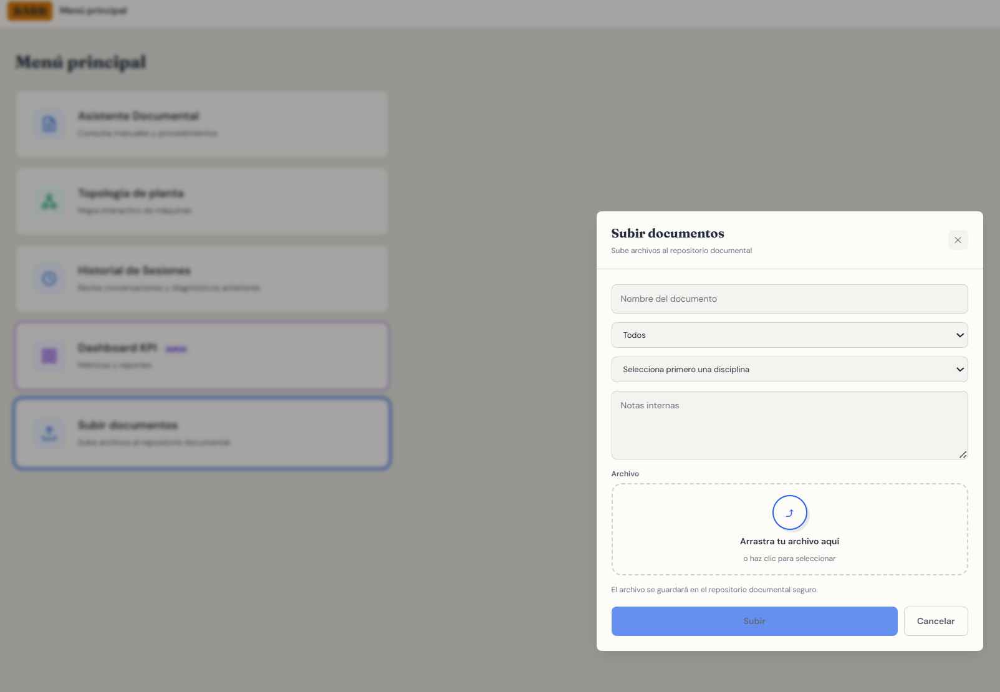 BARR
Menú principal
Menú principal
Asistente Documental
Consulta manuales y procedimientos
Topología de planta
Mapa interactivo de máquinas
Historial de Sesiones
Revisa conversaciones y diagnósticos anteriores
Dashboard KPI
Métricas y reportes
Subir documentos
Sube archivos al repositorio documental
Subir documentos
Sube archivos al repositorio documental
Nombre del documento
Todos
Selecciona primero una disciplina
Notas internas
Archivo
Arrastra tu archivo aquí
o haz clic para seleccionar
El archivo se guardará en el repositorio documental seguro.
Subir
Cancelar